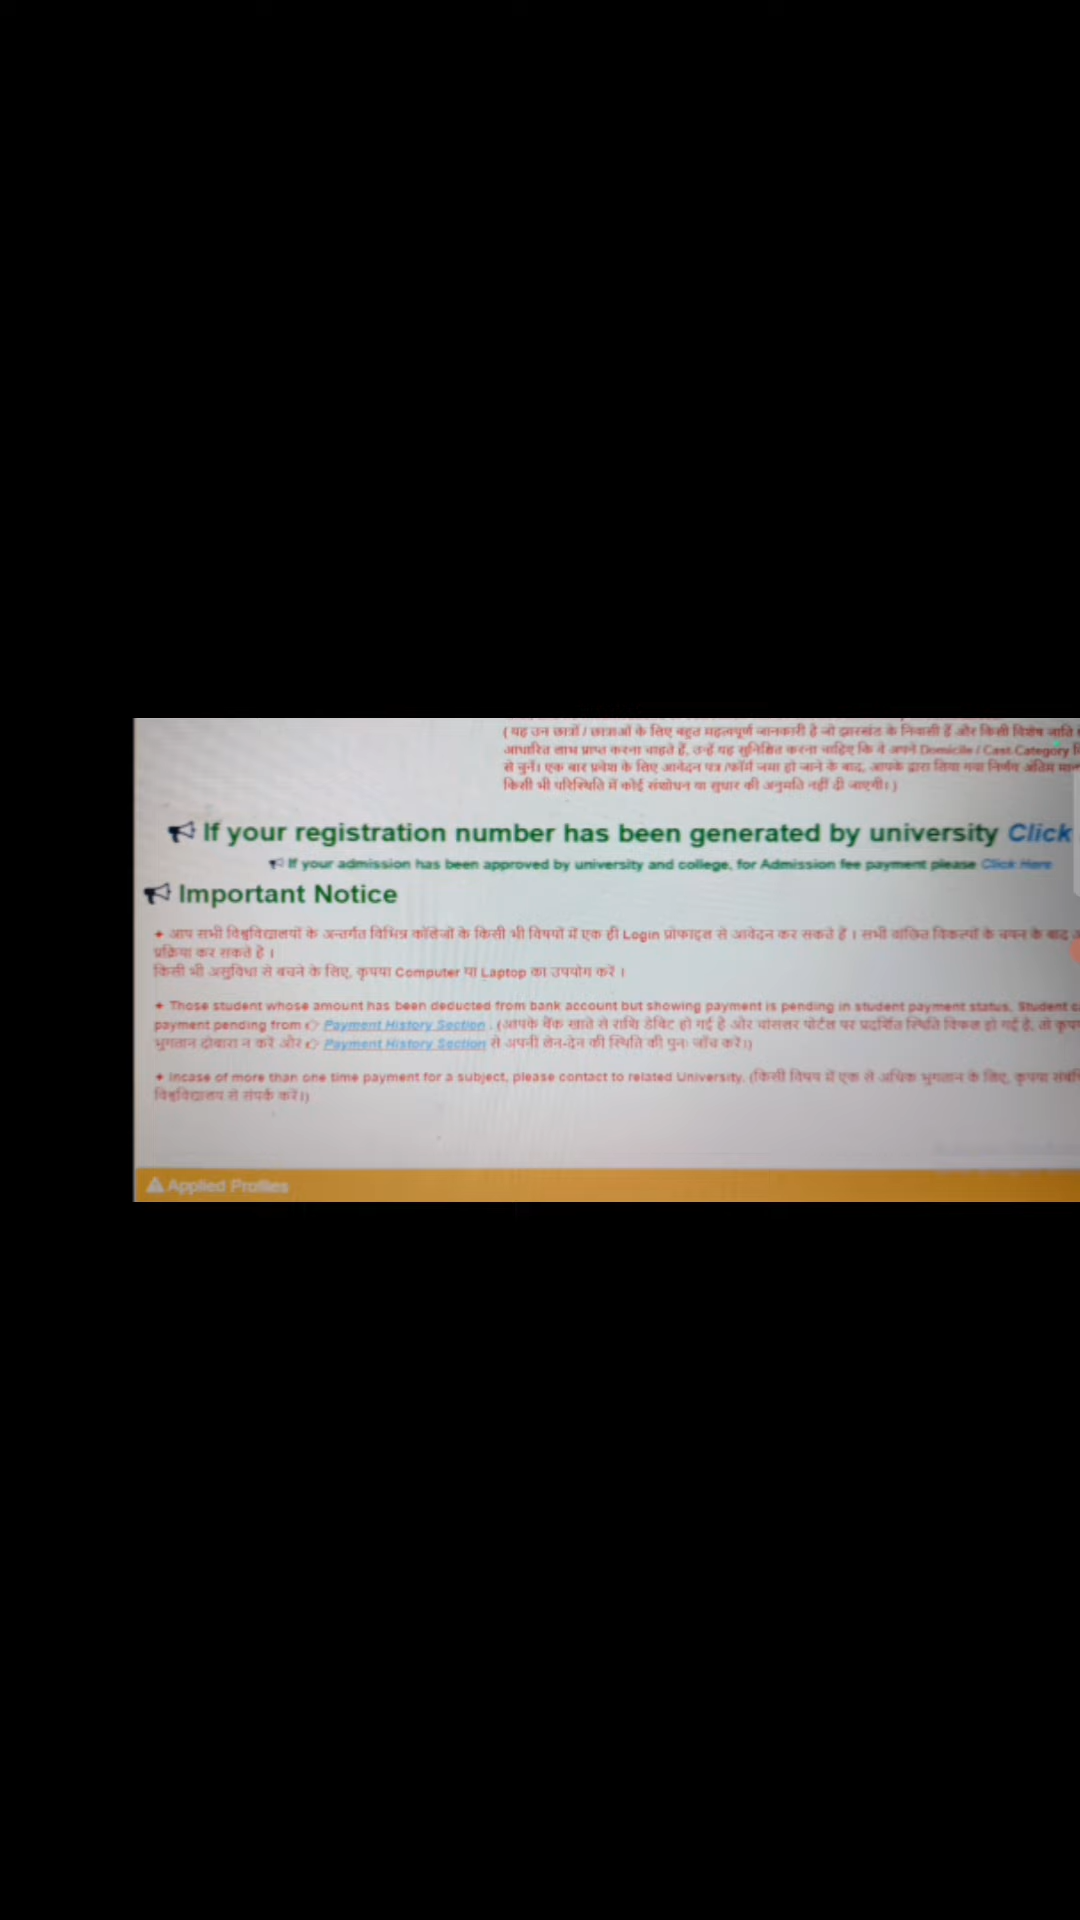 ( यह उन छात्रों / छात्राओं के लिए बहुत महत्वपूर्ण जानकारी है जो झारखंड के निवासी हैं और किसी विशेष जाति
आधारित लाभ प्राप्त करना चाहते हैं, उन्हें यह सुनिश्चित करना चाहिए कि वे अपने Domicile / Cast Category
से चुनें। एक बार प्रवेश के लिए आवेदन पत्र /फॉर्म जमा हो जाने के बाद, आपके द्वारा लिया गया निर्णय अंतिम
किसी भी परिस्थिति में कोई संशोधन या सुधार की अनुमति नहीं दी जाएगी। )
If your registration number has been generated by university Click
If your admission has been approved by university and college, for Admission fee payment please Click Here
Important Notice
+ आप सभी विश्वविद्यालयों के अन्तर्गत विभिन्न कॉलेजों के किसी भी विषयों में एक ही Login प्रोफाइल से आवेदन कर सकते हैं । सभी वांछित विकल्पों के चयन के बाद
प्रक्रिया कर सकते है ।
किसी भी असुविधा से बचने के लिए, कृपया Computer या Laptop का उपयोग करें ।
+ Those student whose amount has been deducted from bank account but showing payment is pending in student payment status, Student
payment pending from Payment History Section . (आपके बैंक खाते से राशि डेबिट हो गई है और चांसलर पोर्टल पर प्रदर्शित स्थिति विफल हो गई है, तो
भुगतान दोबारा न करें और Payment History Section से अपनी लेन-देन की स्थिति की पुनः जाँच करें।)
+ Incase of more than one time payment for a subject, please contact to related University. (किसी विषय में एक से अधिक भुगतान के लिए, कृपया
विश्वविद्यालय से संपर्क करें।)
Applied Profiles